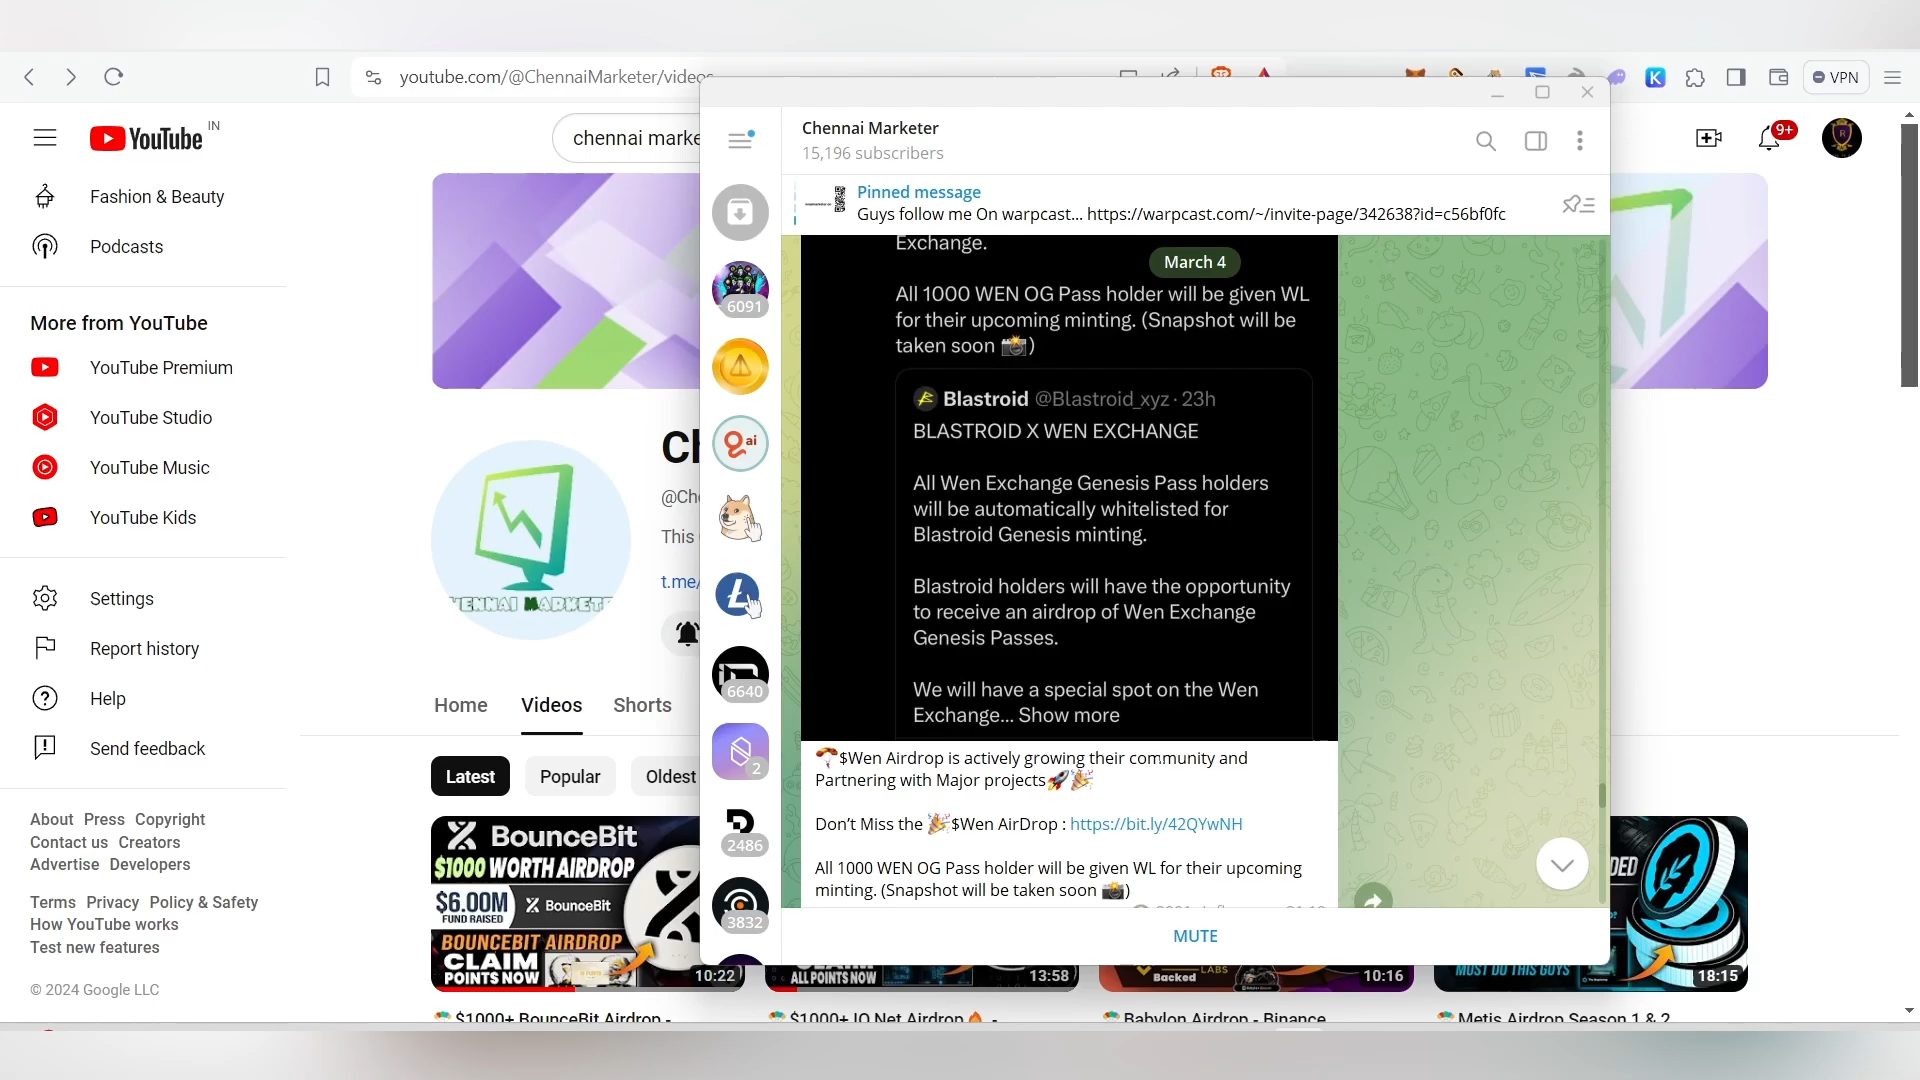 youtube.com/@ChennaiMarketer/videos
VPN
YouTube IN
chennai marke
9+
Fashion & Beauty
Podcasts
More from YouTube
YouTube Premium
YouTube Studio
YouTube Music
YouTube Kids
Settings
Report history
Help
Send feedback
About Press Copyright
Contact us Creators
Advertise Developers
Terms Privacy Policy & Safety
How YouTube works
Test new features
© 2024 Google LLC
CHENNAI MARKETE
Ch
@Che
This
t.me/
Home Videos Shorts
Latest Popular Oldest
BounceBit
$1000 WORTH AIRDROP
$6.00M
FUND RAISED
BounceBit
BOUNCEBIT AIRDROP
CLAIM
POINTS NOW
10:22
$1000+ BounceBit Airdrop -
CLAIM
ALL POINTS NOW
13:58
$1000+ IO Net Airdrop🔥 -
LABS
Backed
10:16
Babylon Airdrop - Binance
DED
MUST DO THIS GUYS
18:15
Metis Airdrop Season 1 & 2
6091
ai
6640
2
2486
3832
Chennai Marketer
15,196 subscribers
Pinned message
Guys follow me On warpcast... https://warpcast.com/~/invite-page/342638?id=c56bf0fc
Exchange.
March 4
All 1000 WEN OG Pass holder will be given WL
for their upcoming minting. (Snapshot will be
taken soon 📸)
Blastroid @Blastroid_xyz · 23h
BLASTROID X WEN EXCHANGE
All Wen Exchange Genesis Pass holders
will be automatically whitelisted for
Blastroid Genesis minting.
Blastroid holders will have the opportunity
to receive an airdrop of Wen Exchange
Genesis Passes.
We will have a special spot on the Wen
Exchange... Show more
🪂$Wen Airdrop is actively growing their community and
Partnering with Major projects🚀🎉
Don't Miss the 🎉$Wen AirDrop : https://bit.ly/42QYwNH
All 1000 WEN OG Pass holder will be given WL for their upcoming
minting. (Snapshot will be taken soon 📸)
MUTE